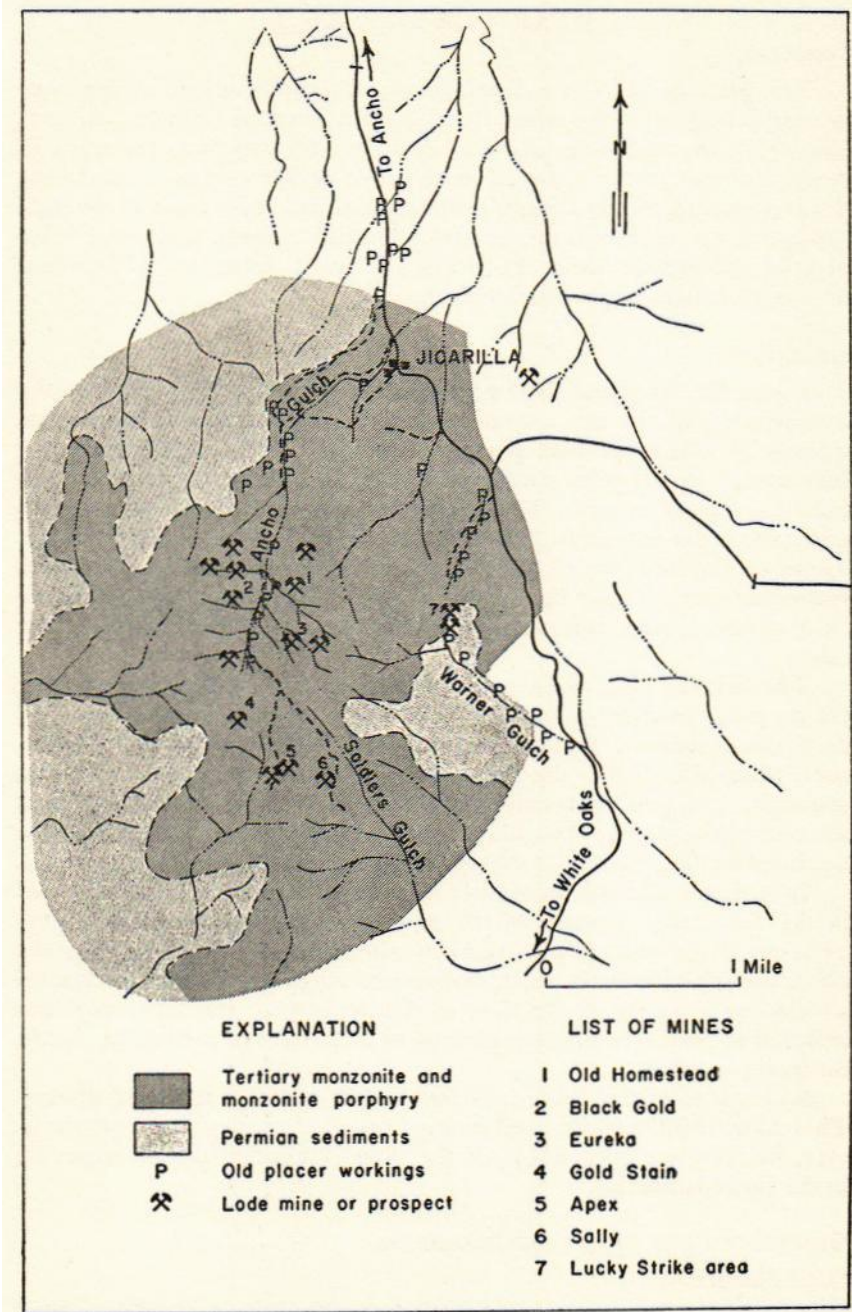 To Ancho
N
JICARILLA
Gulch
Ancho
1
2
3
7
Warner Gulch
4
5
6
Soldiers Gulch
To White Oaks
0 1 Mile
EXPLANATION
Tertiary monzonite and
monzonite porphyry
Permian sediments
P Old placer workings
Lode mine or prospect
LIST OF MINES
1 Old Homestead
2 Black Gold
3 Eureka
4 Gold Stain
5 Apex
6 Sally
7 Lucky Strike area